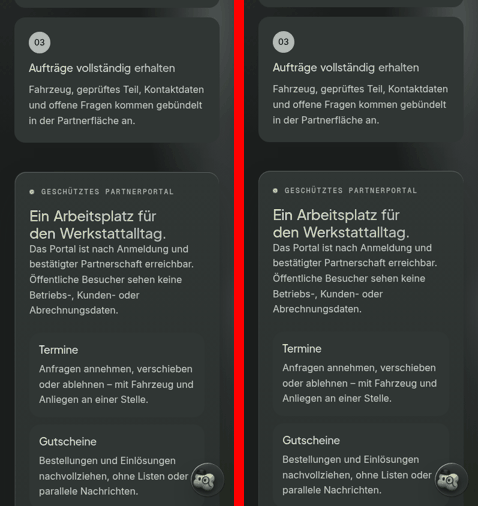 03
Aufträge vollständig erhalten
Fahrzeug, geprüftes Teil, Kontaktdaten
und offene Fragen kommen gebündelt
in der Partnerfläche an.
GESCHÜTZTES PARTNERPORTAL
Ein Arbeitsplatz für
den Werkstattalltag.
Das Portal ist nach Anmeldung und
bestätigter Partnerschaft erreichbar.
Öffentliche Besucher sehen keine
Betriebs-, Kunden- oder
Abrechnungsdaten.
Termine
Anfragen annehmen, verschieben
oder ablehnen – mit Fahrzeug und
Anliegen an einer Stelle.
Gutscheine
Bestellungen und Einlösungen
nachvollziehen, ohne Listen oder
parallele Nachrichten.
03
Aufträge vollständig erhalten
Fahrzeug, geprüftes Teil, Kontaktdaten
und offene Fragen kommen gebündelt
in der Partnerfläche an.
GESCHÜTZTES PARTNERPORTAL
Ein Arbeitsplatz für
den Werkstattalltag.
Das Portal ist nach Anmeldung und
bestätigter Partnerschaft erreichbar.
Öffentliche Besucher sehen keine
Betriebs-, Kunden- oder
Abrechnungsdaten.
Termine
Anfragen annehmen, verschieben
oder ablehnen – mit Fahrzeug und
Anliegen an einer Stelle.
Gutscheine
Bestellungen und Einlösungen
nachvollziehen, ohne Listen oder
parallele Nachrichten.